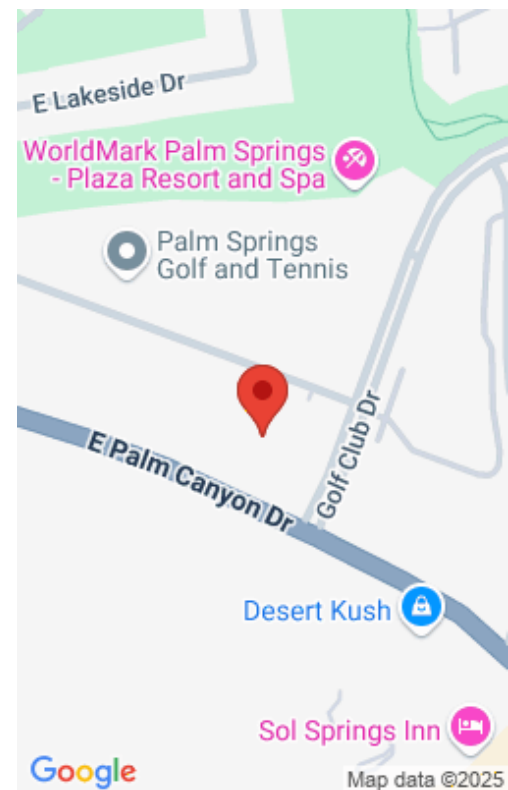 E Lakeside Dr
WorldMark Palm Springs
- Plaza Resort and Spa
Palm Springs
Golf and Tennis
E Palm Canyon Dr
Golf Club Dr
Desert Kush
Sol Springs Inn
Google
Map data ©2025